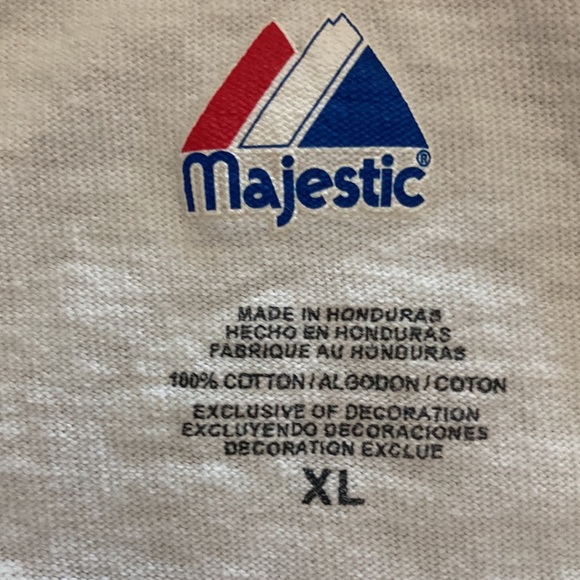 Majestic®
MADE IN HONDURAS
HECHO EN HONDURAS
FABRIQUE AU HONDURAS
100% COTTON / ALGODON / COTON
EXCLUSIVE OF DECORATION
EXCLUYENDO DECORACIONES
DECORATION EXCLUE
XL